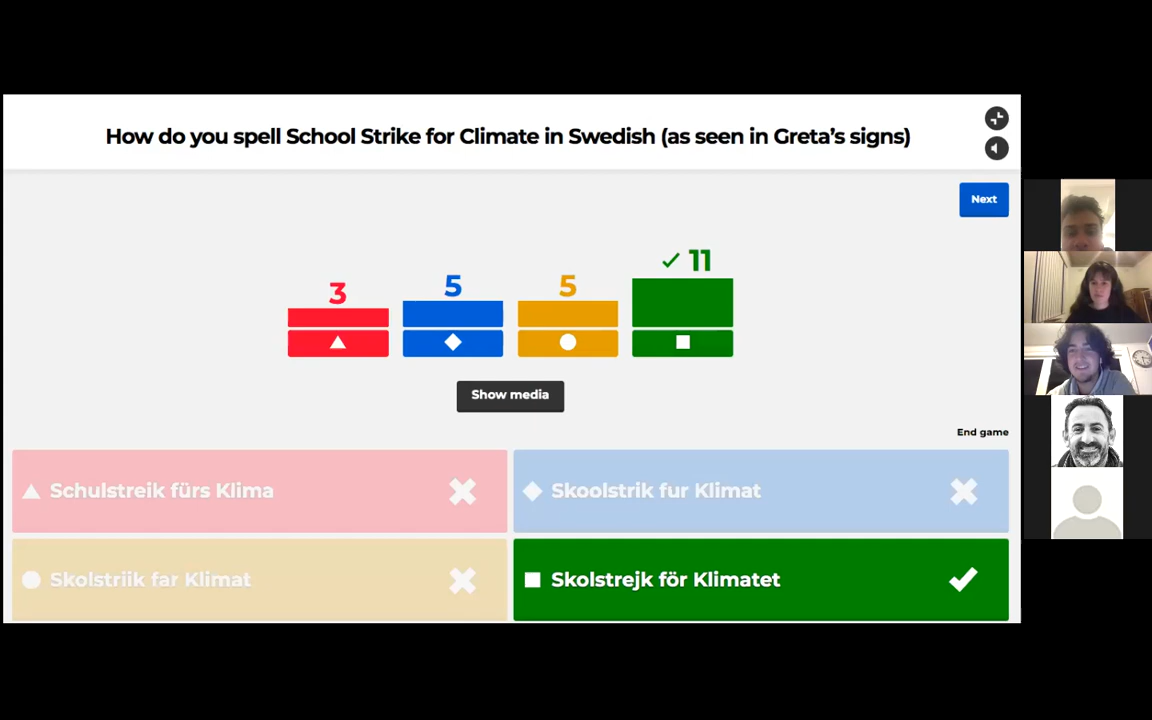 How do you spell School Strike for Climate in Swedish (as seen in Greta's signs)
Next
3
5
5
11
Show media
End game
Schulstreik fürs Klima
Skoolstrik fur Klimat
Skolstriik far Klimat
Skolstrejk för Klimatet